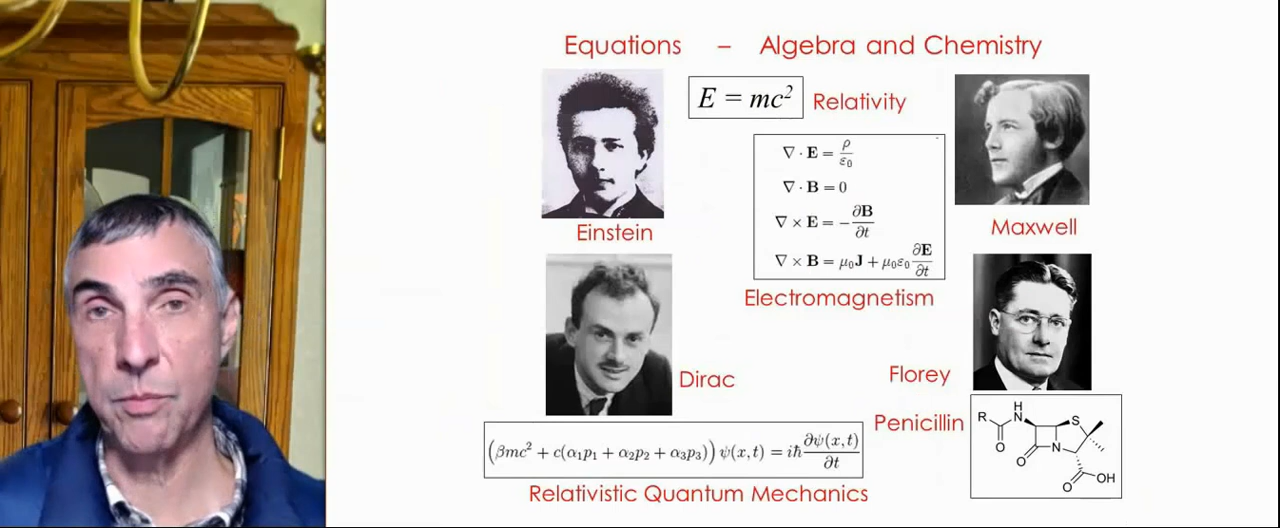 Equations – Algebra and Chemistry
E = mc²
Relativity
∇ · E = ρ/ε₀
∇ · B = 0
∇ × E = −∂B/∂t
∇ × B = μ₀J + μ₀ε₀ ∂E/∂t
Einstein
Maxwell
Electromagnetism
Dirac
Florey
Penicillin
(βmc² + c(α₁p₁ + α₂p₂ + α₃p₃)) ψ(x,t) = iħ ∂ψ(x,t)/∂t
Relativistic Quantum Mechanics
R
H
N
S
O
N
O
O
OH